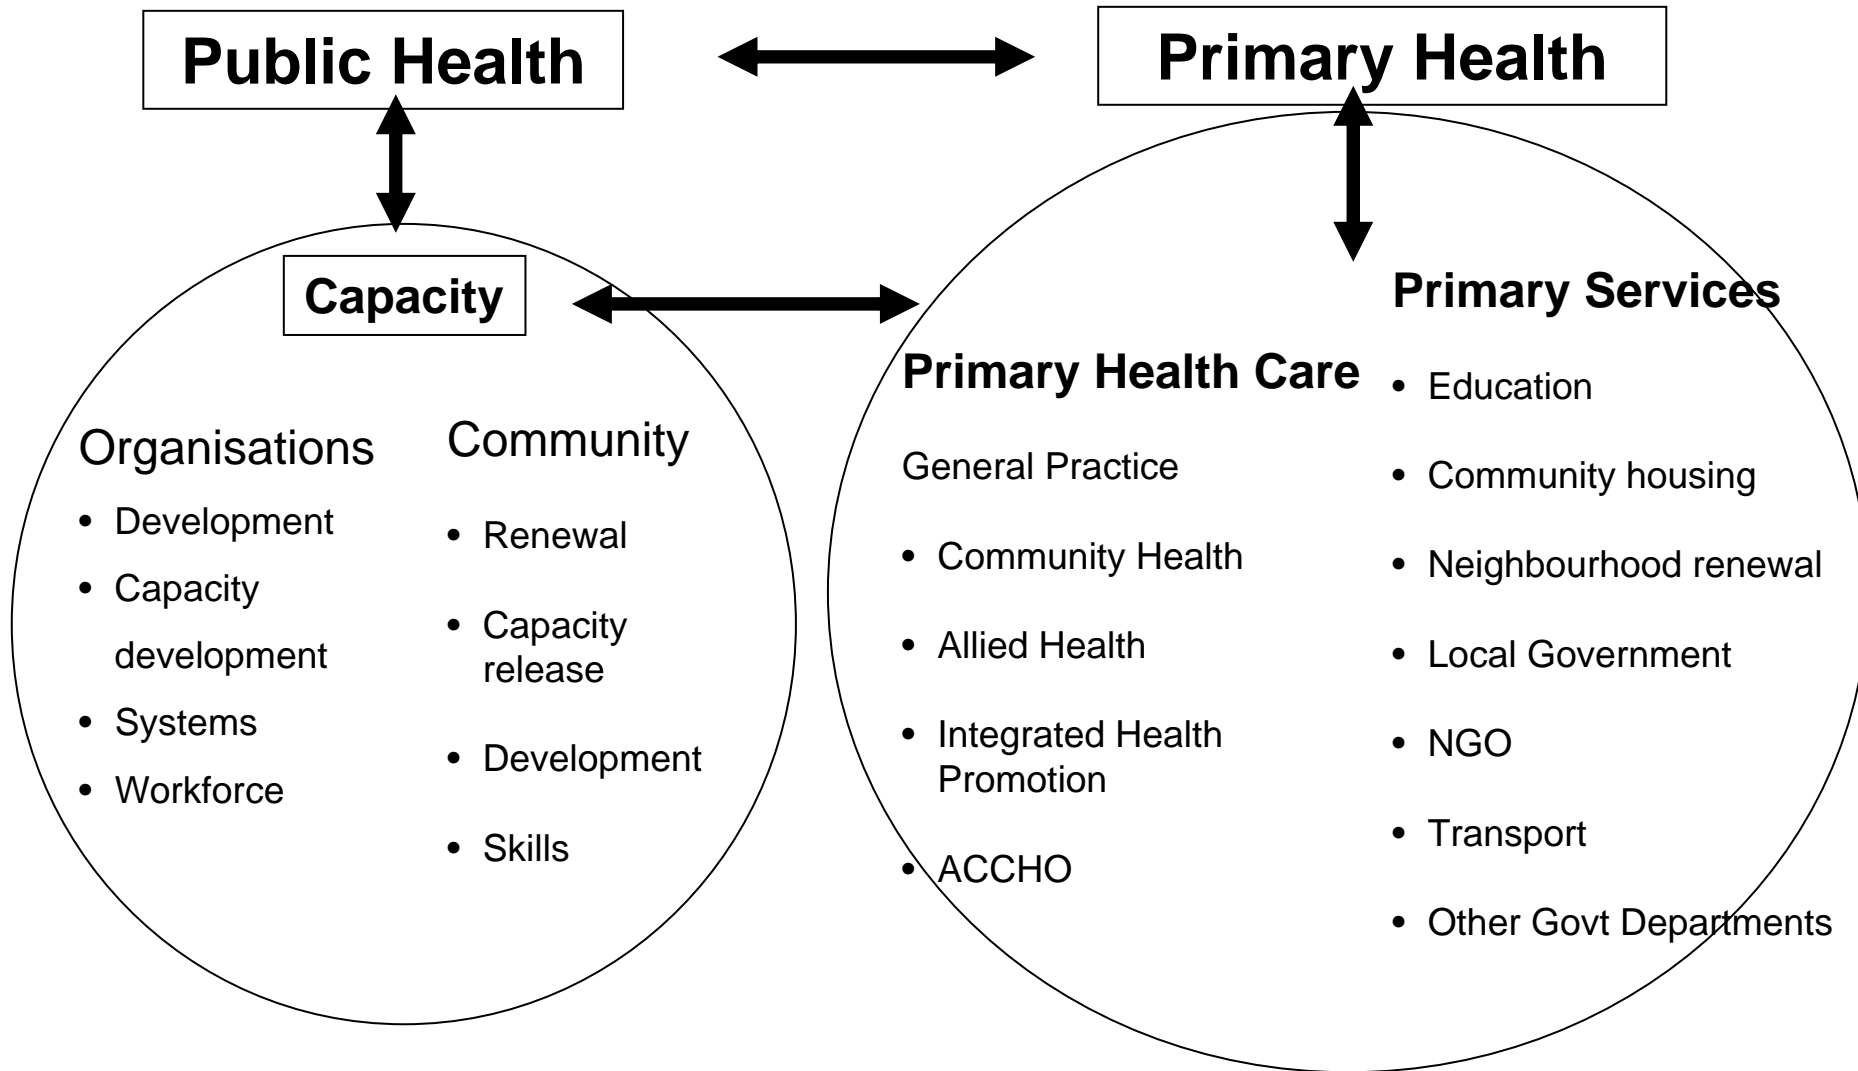 Public Health
Primary Health
Capacity
Organisations
• Development
• Capacity
development
• Systems
• Workforce
Community
• Renewal
• Capacity
release
• Development
• Skills
Primary Health Care
General Practice
• Community Health
• Allied Health
• Integrated Health
Promotion
• ACCHO
Primary Services
• Education
• Community housing
• Neighbourhood renewal
• Local Government
• NGO
• Transport
• Other Govt Departments